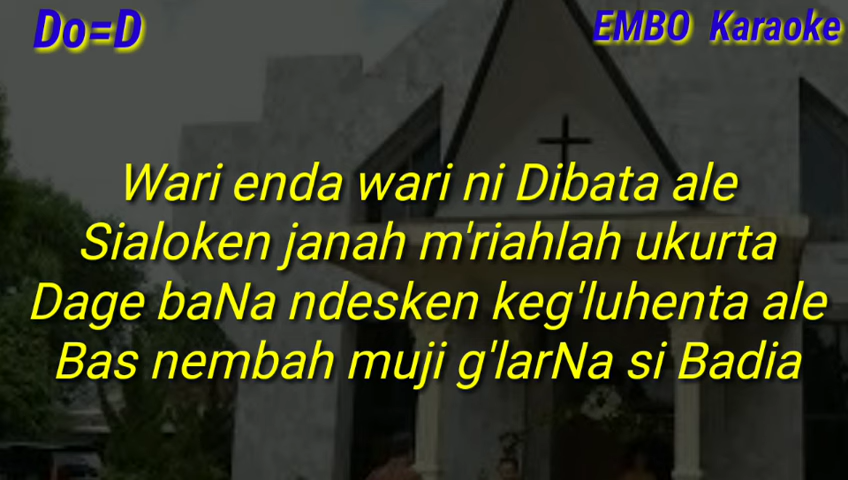 Do=D
EMBO Karaoke
Wari enda wari ni Dibata ale
Sialoken janah m'riahlah ukurta
Dage baNa ndesken keg'luhenta ale
Bas nembah muji g'larNa si Badia